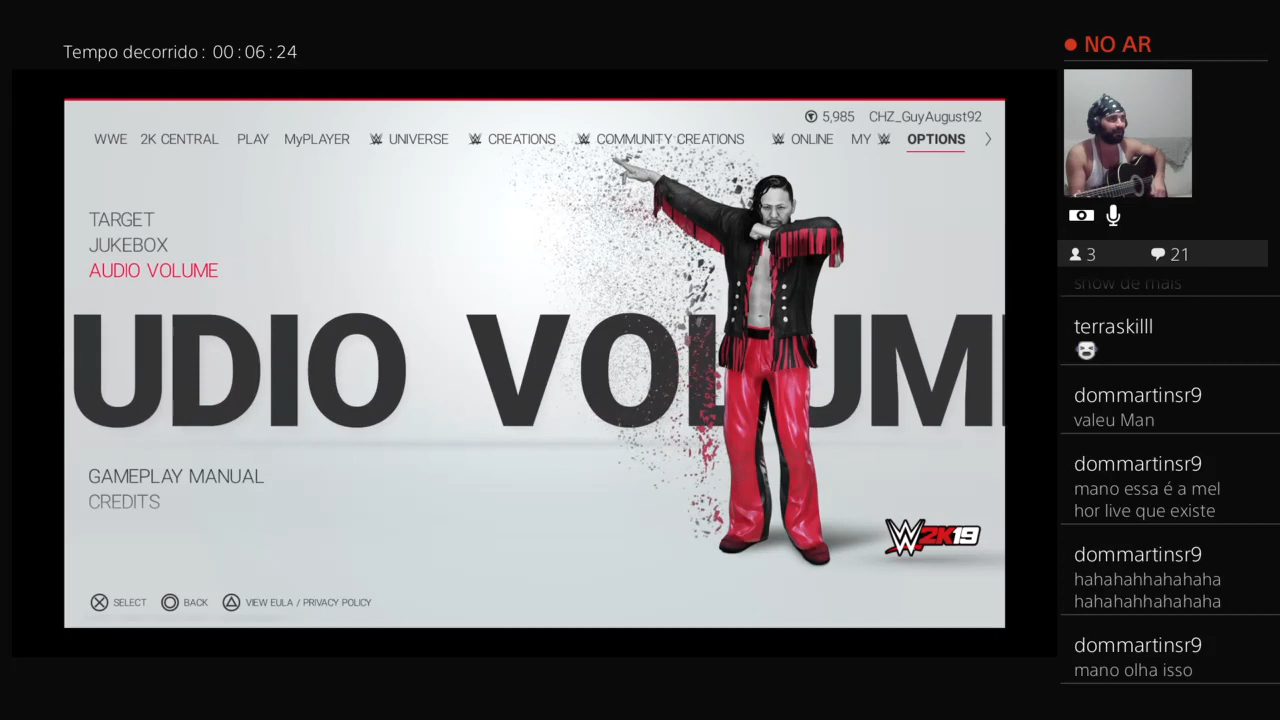 Tempo decorrido: 00:06:24
NO AR
5,985 CHZ_GuyAugust92
WWE 2K CENTRAL PLAY MyPLAYER UNIVERSE CREATIONS COMMUNITY CREATIONS ONLINE MY OPTIONS
TARGET
JUKEBOX
AUDIO VOLUME
UDIO VOLUM
GAMEPLAY MANUAL
CREDITS
W 2K19
SELECT BACK VIEW EULA / PRIVACY POLICY
3 21
show de mais
terraskilll
dommartinsr9
valeu Man
dommartinsr9
mano essa é a mel
hor live que existe
dommartinsr9
hahahahhahahaha
hahahahhahahaha
dommartinsr9
mano olha isso